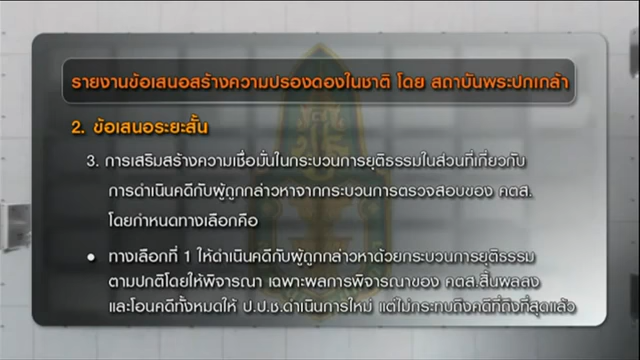 รายงานข้อเสนอสร้างความปรองดองในชาติ โดย สถาบันพระปกเกล้า
2. ข้อเสนอระยะสั้น
3. การเสริมสร้างความเชื่อมั่นในกระบวนการยุติธรรมในส่วนที่เกี่ยวกับ
การดำเนินคดีกับผู้ถูกกล่าวหาจากกระบวนการตรวจสอบของ คตส.
โดยกำหนดทางเลือกคือ
● ทางเลือกที่ 1 ให้ดำเนินคดีกับผู้ถูกกล่าวหาด้วยกระบวนการยุติธรรม
ตามปกติโดยให้พิจารณา เฉพาะผลการพิจารณาของ คตส.สิ้นผลลง
และโอนคดีทั้งหมดให้ ป.ป.ช.ดำเนินการใหม่ แต่ไม่กระทบถึงคดีที่ถึงที่สุดแล้ว